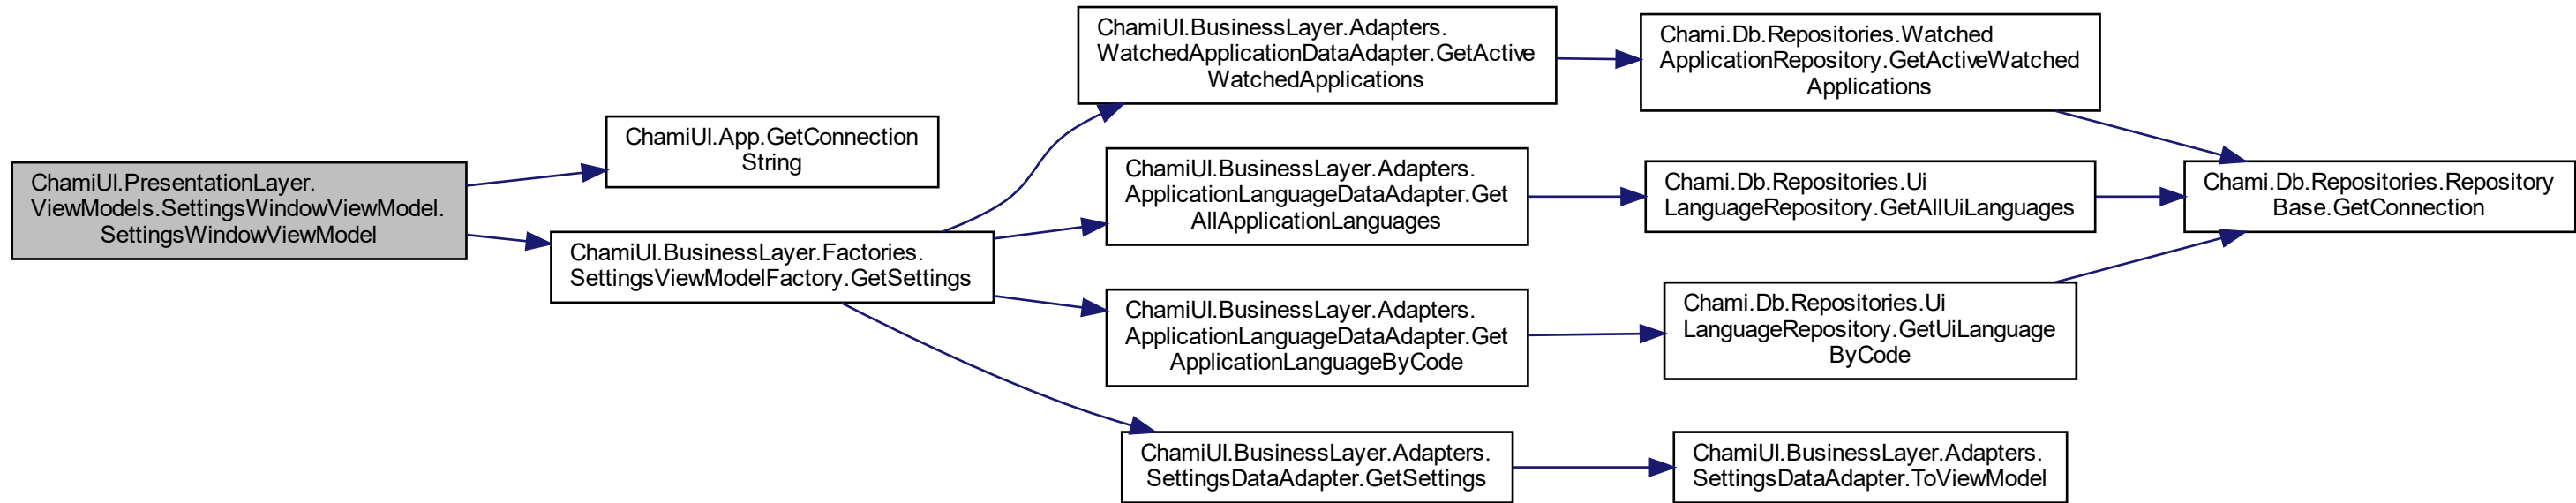 ChamiUI.PresentationLayer.
ViewModels.SettingsWindowViewModel.
SettingsWindowViewModel
ChamiUI.App.GetConnection
String
ChamiUI.BusinessLayer.Factories.
SettingsViewModelFactory.GetSettings
ChamiUI.BusinessLayer.Adapters.
WatchedApplicationDataAdapter.GetActive
WatchedApplications
ChamiUI.BusinessLayer.Adapters.
ApplicationLanguageDataAdapter.Get
AllApplicationLanguages
ChamiUI.BusinessLayer.Adapters.
ApplicationLanguageDataAdapter.Get
ApplicationLanguageByCode
ChamiUI.BusinessLayer.Adapters.
SettingsDataAdapter.GetSettings
Chami.Db.Repositories.Watched
ApplicationRepository.GetActiveWatched
Applications
Chami.Db.Repositories.Ui
LanguageRepository.GetAllUiLanguages
Chami.Db.Repositories.Ui
LanguageRepository.GetUiLanguage
ByCode
ChamiUI.BusinessLayer.Adapters.
SettingsDataAdapter.ToViewModel
Chami.Db.Repositories.Repository
Base.GetConnection